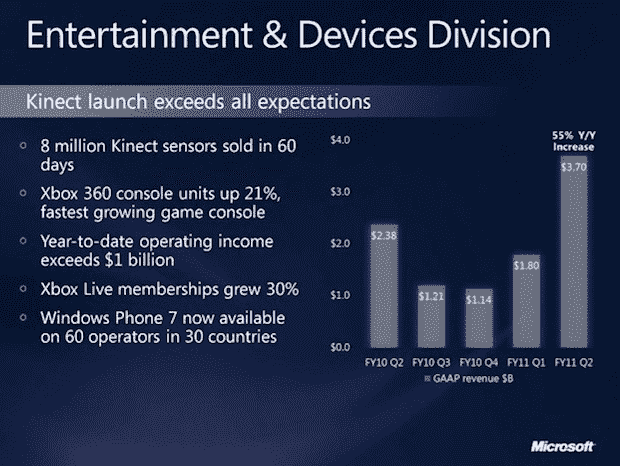 Entertainment & Devices Division
Kinect launch exceeds all expectations
○ 8 million Kinect sensors sold in 60
days
○ Xbox 360 console units up 21%,
fastest growing game console
○ Year-to-date operating income
exceeds $1 billion
○ Xbox Live memberships grew 30%
○ Windows Phone 7 now available
on 60 operators in 30 countries
55% Y/Y
Increase
$4.0
$3.0
$2.0
$1.0
$0.0
$2.38
$1.21
$1.14
$1.80
$3.70
FY10 Q2 FY10 Q3 FY10 Q4 FY11 Q1 FY11 Q2
GAAP revenue $B
Microsoft